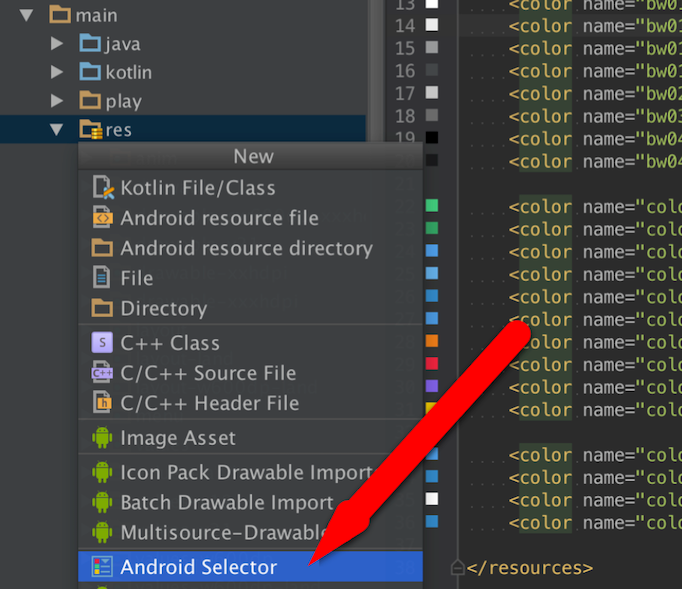 main
java
kotlin
play
res
New
Kotlin File/Class
Android resource file
Android resource directory
File
Directory
C++ Class
C/C++ Source File
C/C++ Header File
Image Asset
Icon Pack Drawable Import
Batch Drawable Import
Multisource-Drawable
Android Selector
13 <color name="bw01
14 <color name="bw01
15 <color name="bw01
16 <color name="bw01
17 <color name="bw02
18 <color name="bw03
19 <color name="bw04
<color name="bw04
<color name="colo
<color name="colo
<color name="colo
<color name="colo
<color name="colo
<color name="colo
<color name="colo
<color name="colo
<color name="colo
<color name="colo
<color name="colo
<color name="colo
<color name="colo
<color name="colo
</resources>